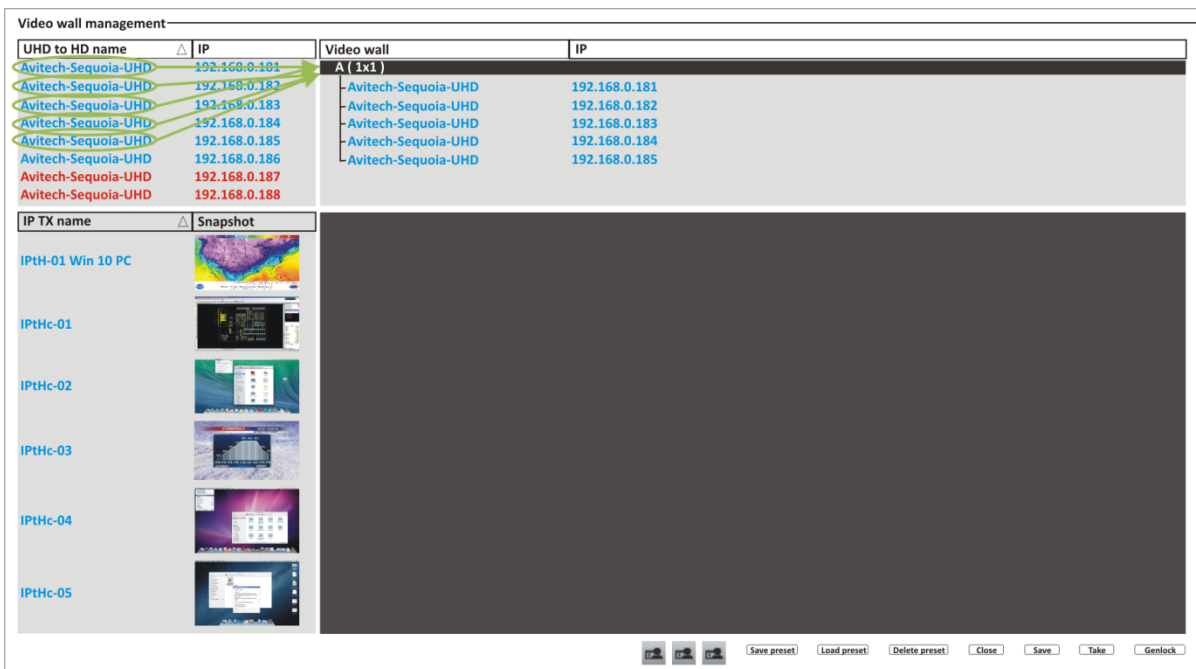 Video wall management
UHD to HD name △ IP
Avitech-Sequoia-UHD 192.168.0.181
Avitech-Sequoia-UHD 192.168.0.182
Avitech-Sequoia-UHD 192.168.0.183
Avitech-Sequoia-UHD 192.168.0.184
Avitech-Sequoia-UHD 192.168.0.185
Avitech-Sequoia-UHD 192.168.0.186
Avitech-Sequoia-UHD 192.168.0.187
Avitech-Sequoia-UHD 192.168.0.188
Video wall IP
A ( 1x1 )
Avitech-Sequoia-UHD 192.168.0.181
Avitech-Sequoia-UHD 192.168.0.182
Avitech-Sequoia-UHD 192.168.0.183
Avitech-Sequoia-UHD 192.168.0.184
Avitech-Sequoia-UHD 192.168.0.185
IP TX name △ Snapshot
IPtH-01 Win 10 PC
IPtHc-01
IPtHc-02
IPtHc-03
IPtHc-04
IPtHc-05
Save preset Load preset Delete preset Close Save Take Genlock